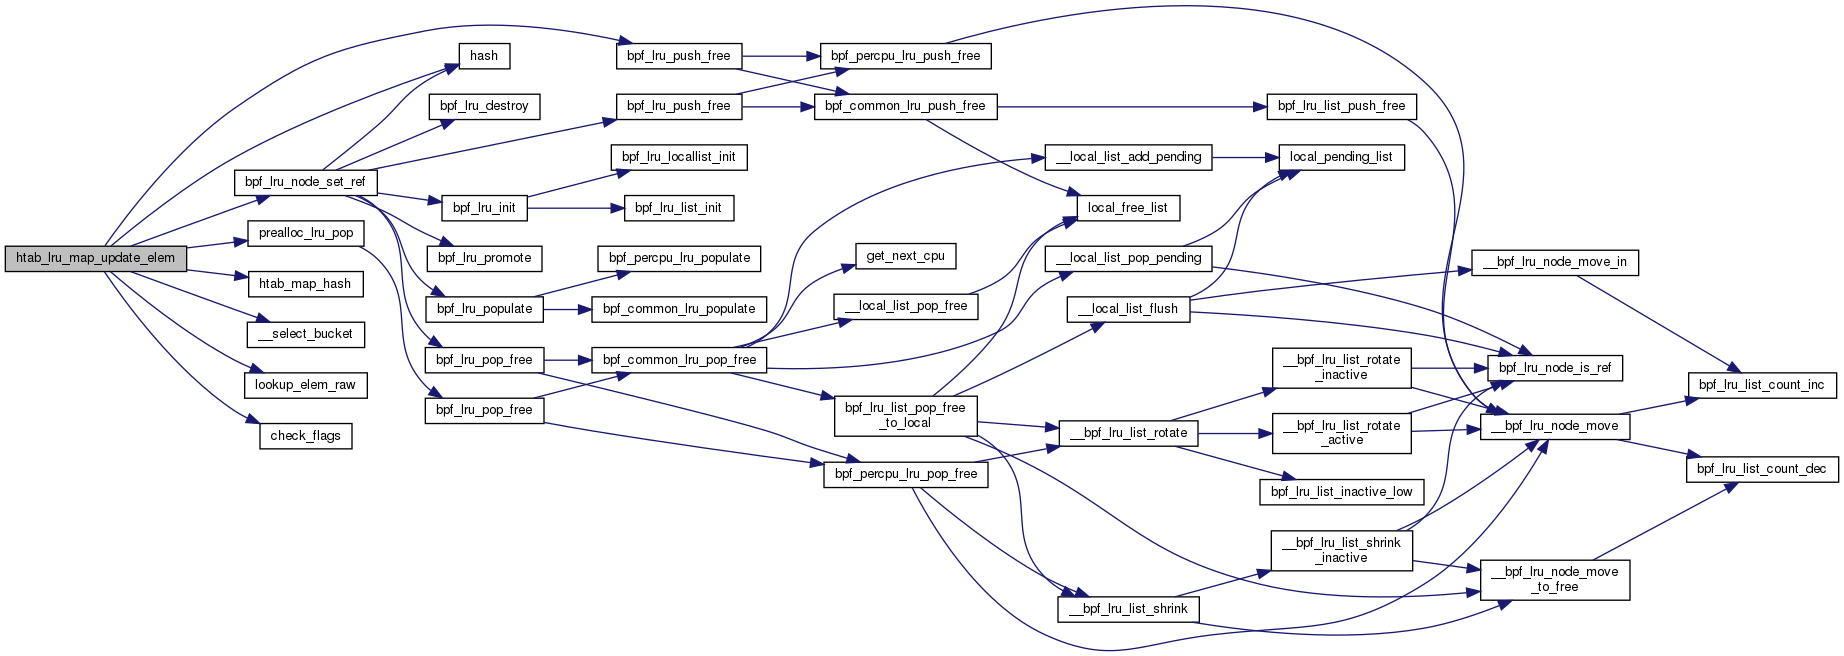 htab_lru_map_update_elem
hash
bpf_lru_destroy
bpf_lru_node_set_ref
prealloc_lru_pop
htab_map_hash
__select_bucket
lookup_elem_raw
check_flags
bpf_lru_init
bpf_lru_promote
bpf_lru_populate
bpf_lru_pop_free
bpf_lru_pop_free
bpf_lru_push_free
bpf_lru_push_free
bpf_lru_locallist_init
bpf_lru_list_init
bpf_percpu_lru_populate
bpf_common_lru_populate
bpf_common_lru_pop_free
bpf_percpu_lru_push_free
bpf_common_lru_push_free
get_next_cpu
__local_list_pop_free
bpf_lru_list_pop_free
_to_local
bpf_percpu_lru_pop_free
__local_list_add_pending
local_free_list
__local_list_pop_pending
__local_list_flush
__bpf_lru_list_rotate
__bpf_lru_list_shrink
bpf_lru_list_push_free
local_pending_list
__bpf_lru_list_rotate
_inactive
__bpf_lru_list_rotate
_active
bpf_lru_list_inactive_low
__bpf_lru_list_shrink
_inactive
__bpf_lru_node_move_in
bpf_lru_node_is_ref
__bpf_lru_node_move
__bpf_lru_node_move
_to_free
bpf_lru_list_count_inc
bpf_lru_list_count_dec